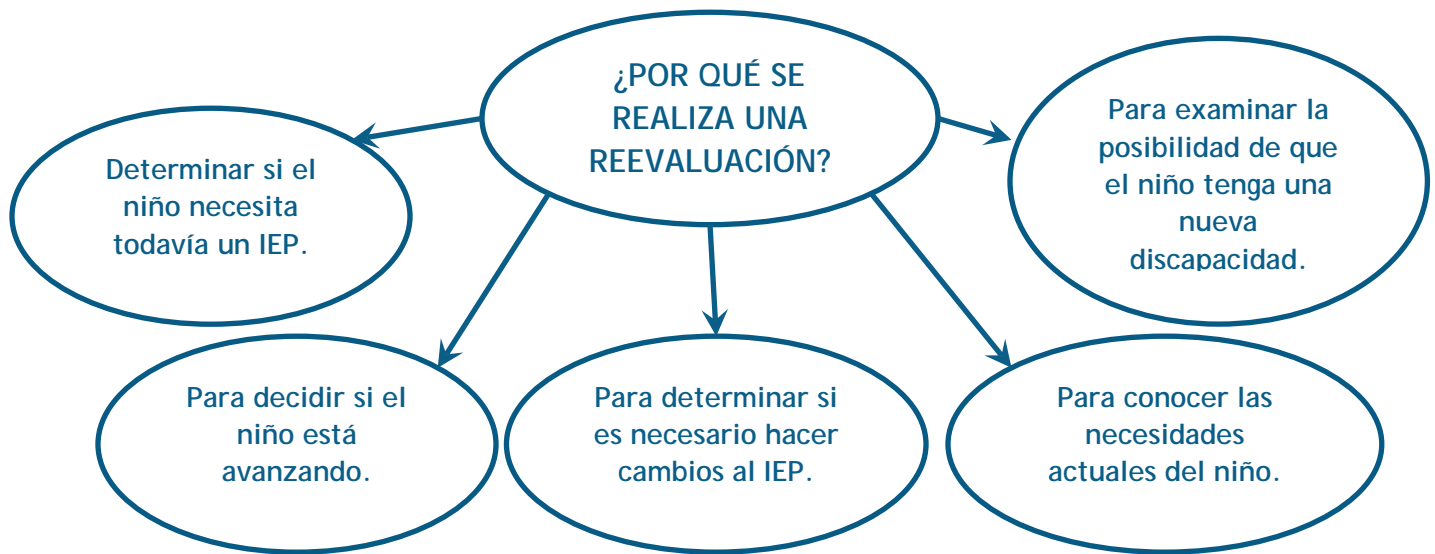 ¿POR QUÉ SE
REALIZA UNA
REEVALUACIÓN?
Determinar si el
niño necesita
todavía un IEP.
Para examinar la
posibilidad de que
el niño tenga una
nueva
discapacidad.
Para decidir si el
niño está
avanzando.
Para determinar si
es necesario hacer
cambios al IEP.
Para conocer las
necesidades
actuales del niño.